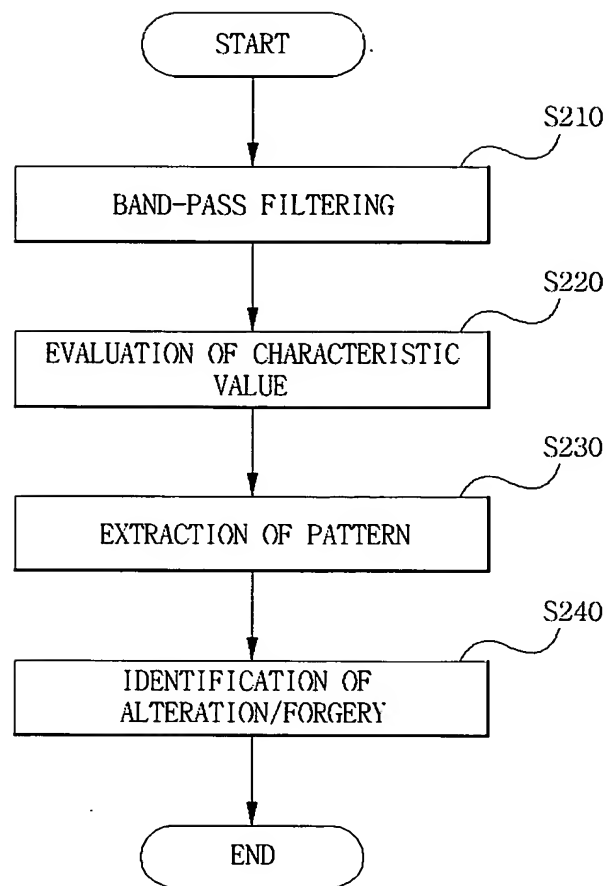 START
S210
BAND-PASS FILTERING
S220
EVALUATION OF CHARACTERISTIC
VALUE
S230
EXTRACTION OF PATTERN
S240
IDENTIFICATION OF
ALTERATION/FORGERY
END